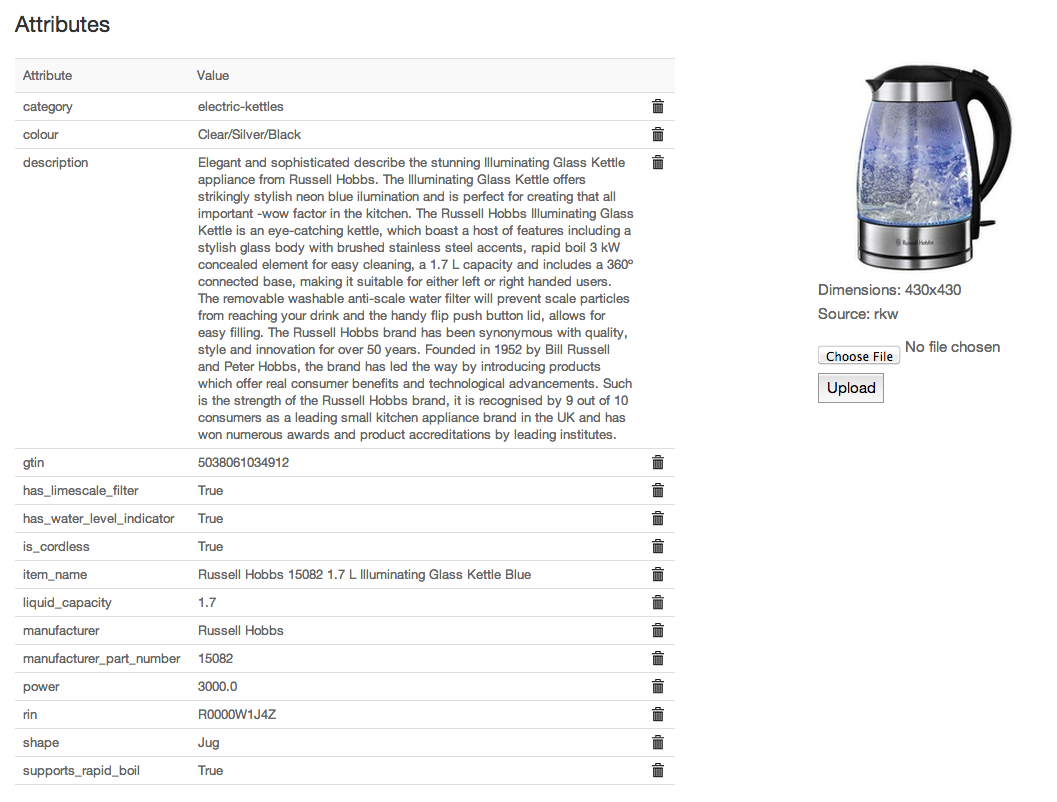 Attributes
Attribute Value
category electric-kettles
colour Clear/Silver/Black
description Elegant and sophisticated describe the stunning Illuminating Glass Kettle
appliance from Russell Hobbs. The Illuminating Glass Kettle offers
strikingly stylish neon blue ilumination and is perfect for creating that all
important -wow factor in the kitchen. The Russell Hobbs Illuminating Glass
Kettle is an eye-catching kettle, which boast a host of features including a
stylish glass body with brushed stainless steel accents, rapid boil 3 kW
concealed element for easy cleaning, a 1.7 L capacity and includes a 360º
connected base, making it suitable for either left or right handed users.
The removable washable anti-scale water filter will prevent scale particles
from reaching your drink and the handy flip push button lid, allows for
easy filling. The Russell Hobbs brand has been synonymous with quality,
style and innovation for over 50 years. Founded in 1952 by Bill Russell
and Peter Hobbs, the brand has led the way by introducing products
which offer real consumer benefits and technological advancements. Such
is the strength of the Russell Hobbs brand, it is recognised by 9 out of 10
consumers as a leading small kitchen appliance brand in the UK and has
won numerous awards and product accreditations by leading institutes.
gtin 5038061034912
has_limescale_filter True
has_water_level_indicator True
is_cordless True
item_name Russell Hobbs 15082 1.7 L Illuminating Glass Kettle Blue
liquid_capacity 1.7
manufacturer Russell Hobbs
manufacturer_part_number 15082
power 3000.0
rin R0000W1J4Z
shape Jug
supports_rapid_boil True
Russell Hobbs
Dimensions: 430x430
Source: rkw
Choose File No file chosen
Upload